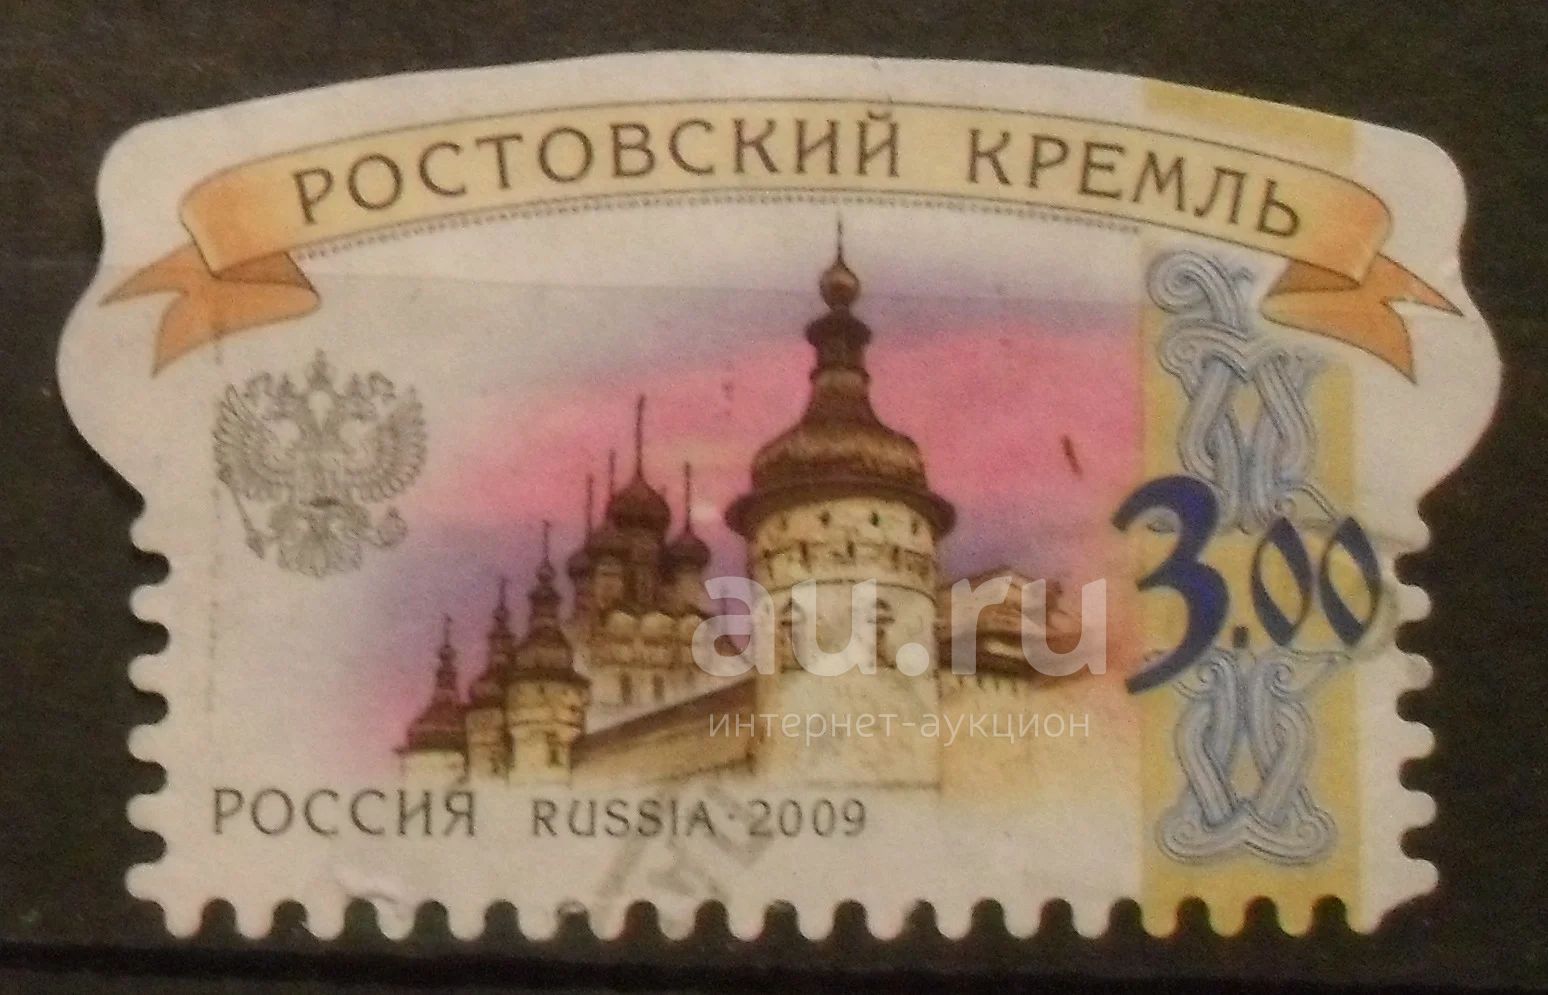 РОСТОВСКИЙ КРЕМЛЬ
3.00
au.ru
интернет-аукцион
РОССИЯ RUSSIA·2009